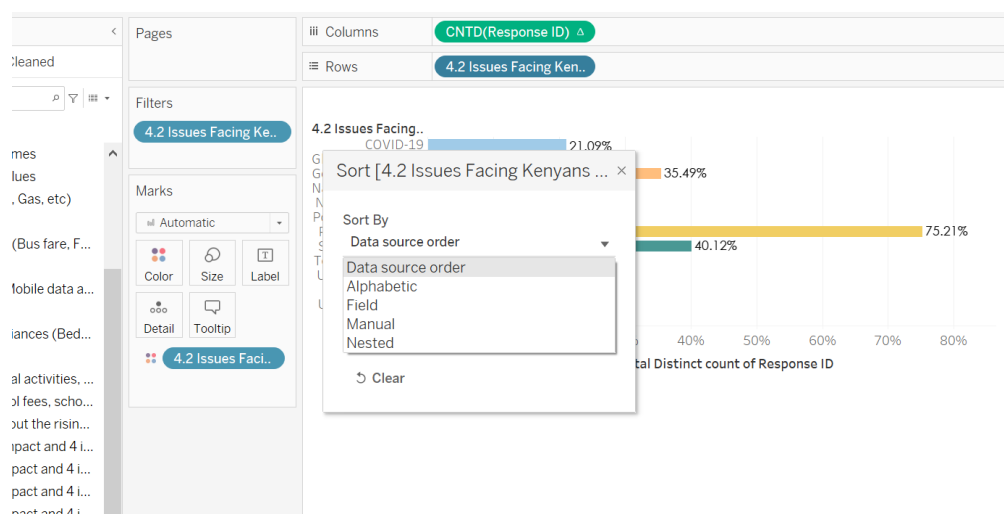 Pages
iii Columns
CNTD(Response ID) Δ
Cleaned
Rows
4.2 Issues Facing Ken..
Filters
4.2 Issues Facing Ke..
mes
lues
, Gas, etc)
(Bus fare, F...
Mobile data a...
iances (Bed...
al activities, ...
ol fees, scho...
out the risin...
npact and 4 i...
pact and 4 i...
pact and 4 i...
pact and 4 i...
Marks
Automatic
Color
Size
Label
Detail
Tooltip
4.2 Issues Faci..
4.2 Issues Facing..
COVID-19
21.09%
35.49%
75.21%
40.12%
Sort [4.2 Issues Facing Kenyans ... ×
Sort By
Data source order
Data source order
Alphabetic
Field
Manual
Nested
Clear
40%
50%
60%
70%
80%
tal Distinct count of Response ID